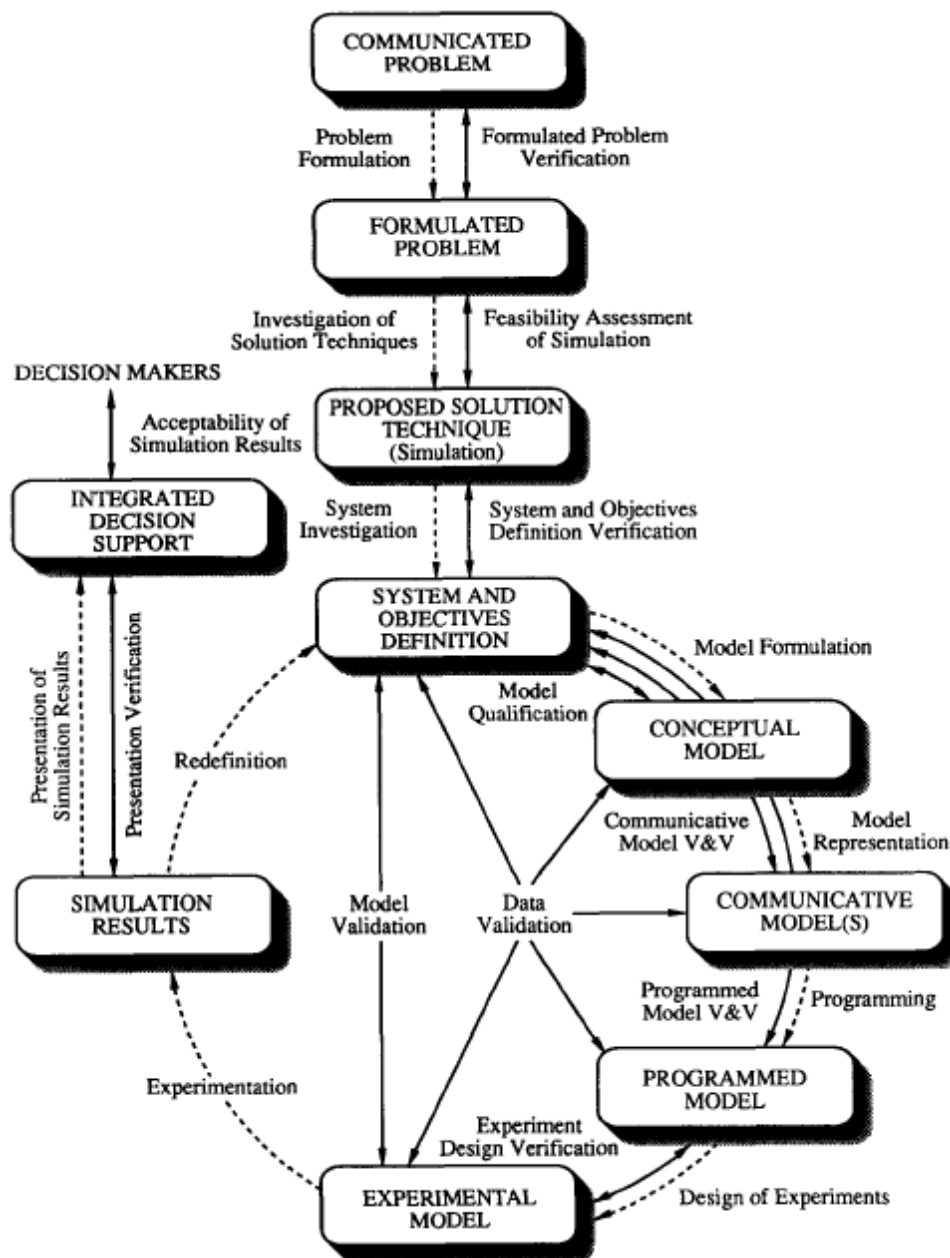 COMMUNICATED
PROBLEM
Problem
Formulation
Formulated Problem
Verification
FORMULATED
PROBLEM
Investigation of
Solution Techniques
Feasibility Assessment
of Simulation
DECISION MAKERS
Acceptability of
Simulation Results
PROPOSED SOLUTION
TECHNIQUE
(Simulation)
INTEGRATED
DECISION
SUPPORT
System
Investigation
System and Objectives
Definition Verification
SYSTEM AND
OBJECTIVES
DEFINITION
Model Formulation
Model
Qualification
CONCEPTUAL
MODEL
Presentation of
Simulation Results
Presentation Verification
Redefinition
Communicative
Model V&V
Model
Representation
SIMULATION
RESULTS
Model
Validation
Data
Validation
COMMUNICATIVE
MODEL(S)
Programmed
Model V&V
Programming
Experimentation
PROGRAMMED
MODEL
Experiment
Design Verification
EXPERIMENTAL
MODEL
Design of Experiments